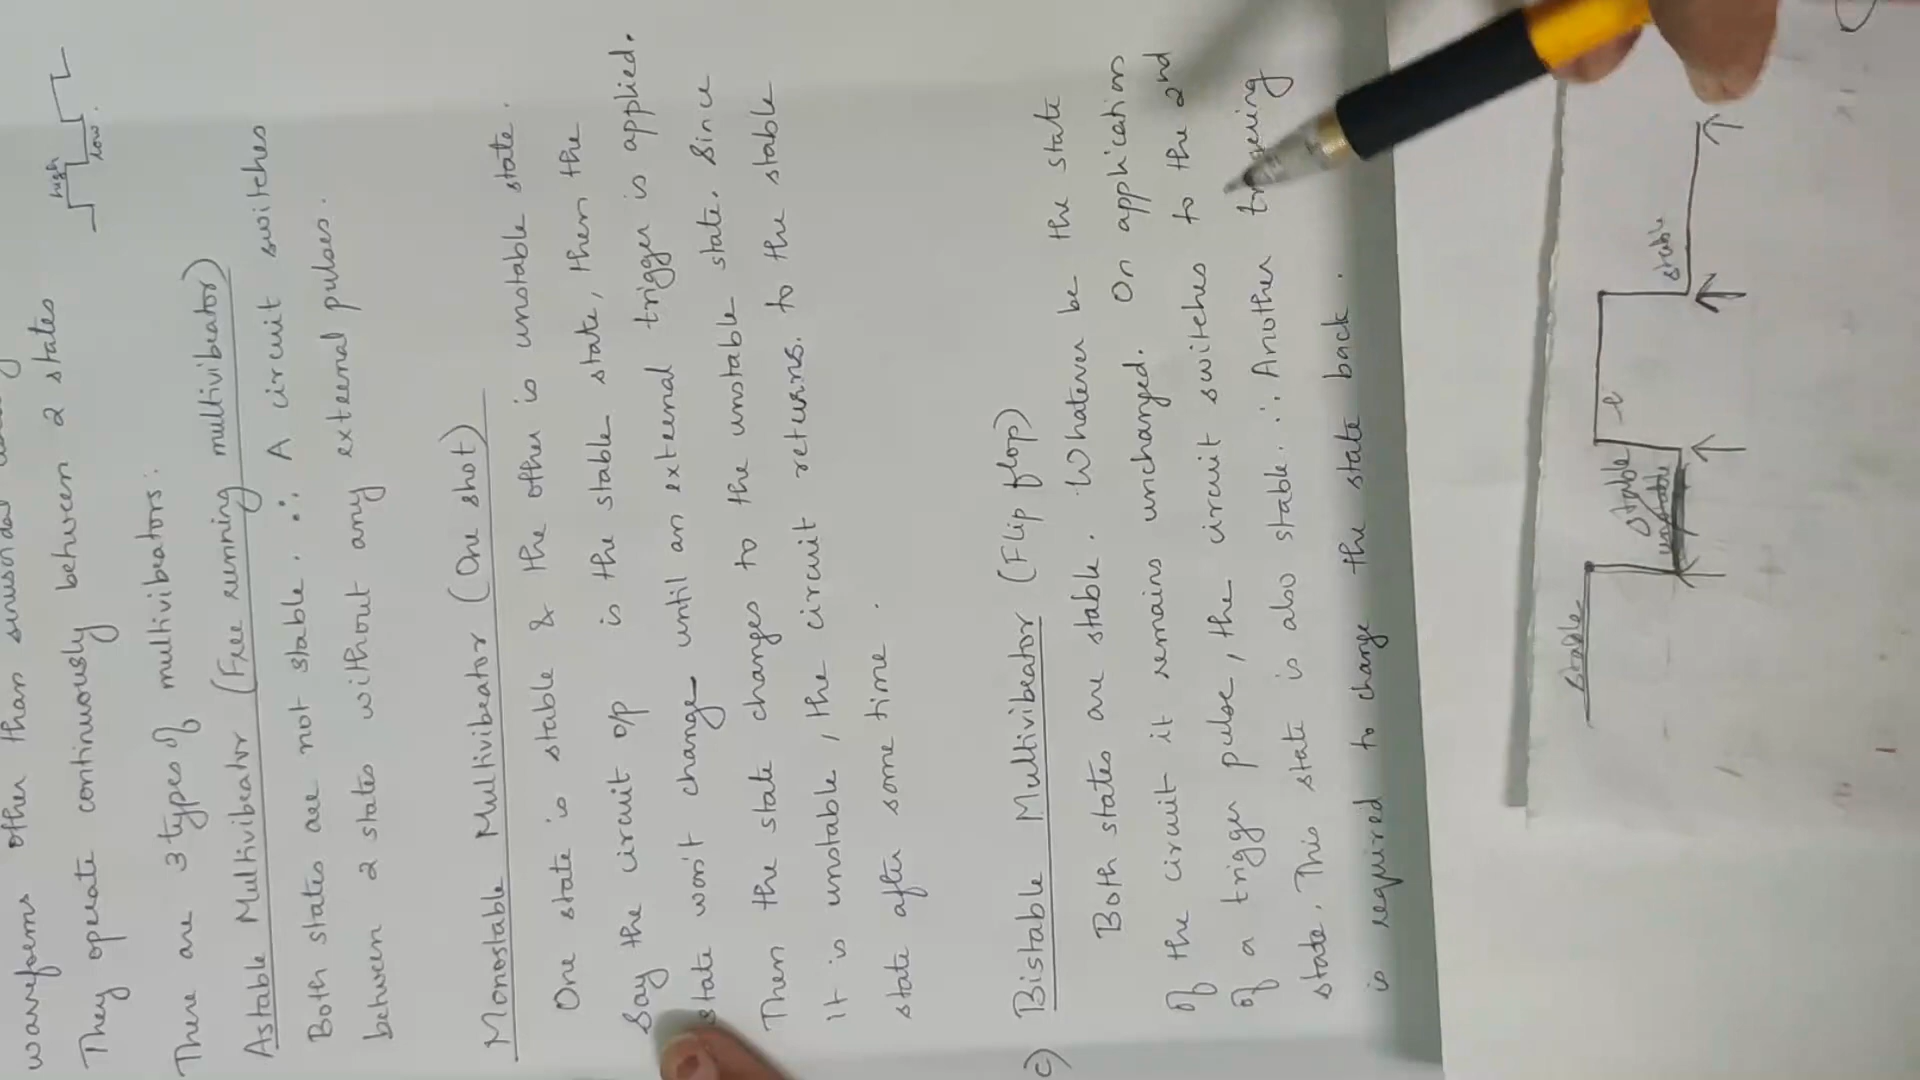 waveforms other than sinusoidal
They operate continuously between 2 states
high
low.
There are 3 types of multivibrators:
Astable Multivibrator (Free running multivibrator)
Both states are not stable. ∴ A circuit switches
between 2 states without any external pulses.
Monostable Multivibrator (One shot)
One state is stable & the other is unstable state.
Say the circuit o/p is the stable state, then the
state won't change until an external trigger is applied.
Then the state changes to the unstable state. Since
it is unstable, the circuit returns. to the stable
state after some time.
c) Bistable Multivibrator (Flip flop)
Both states are stable. Whatever be the state
of the circuit it remains unchanged. On application
of a trigger pulse, the circuit switches to the 2nd
state. This state is also stable. ∴ Another
is required to change the state back.
stable
stable
unstable
stable